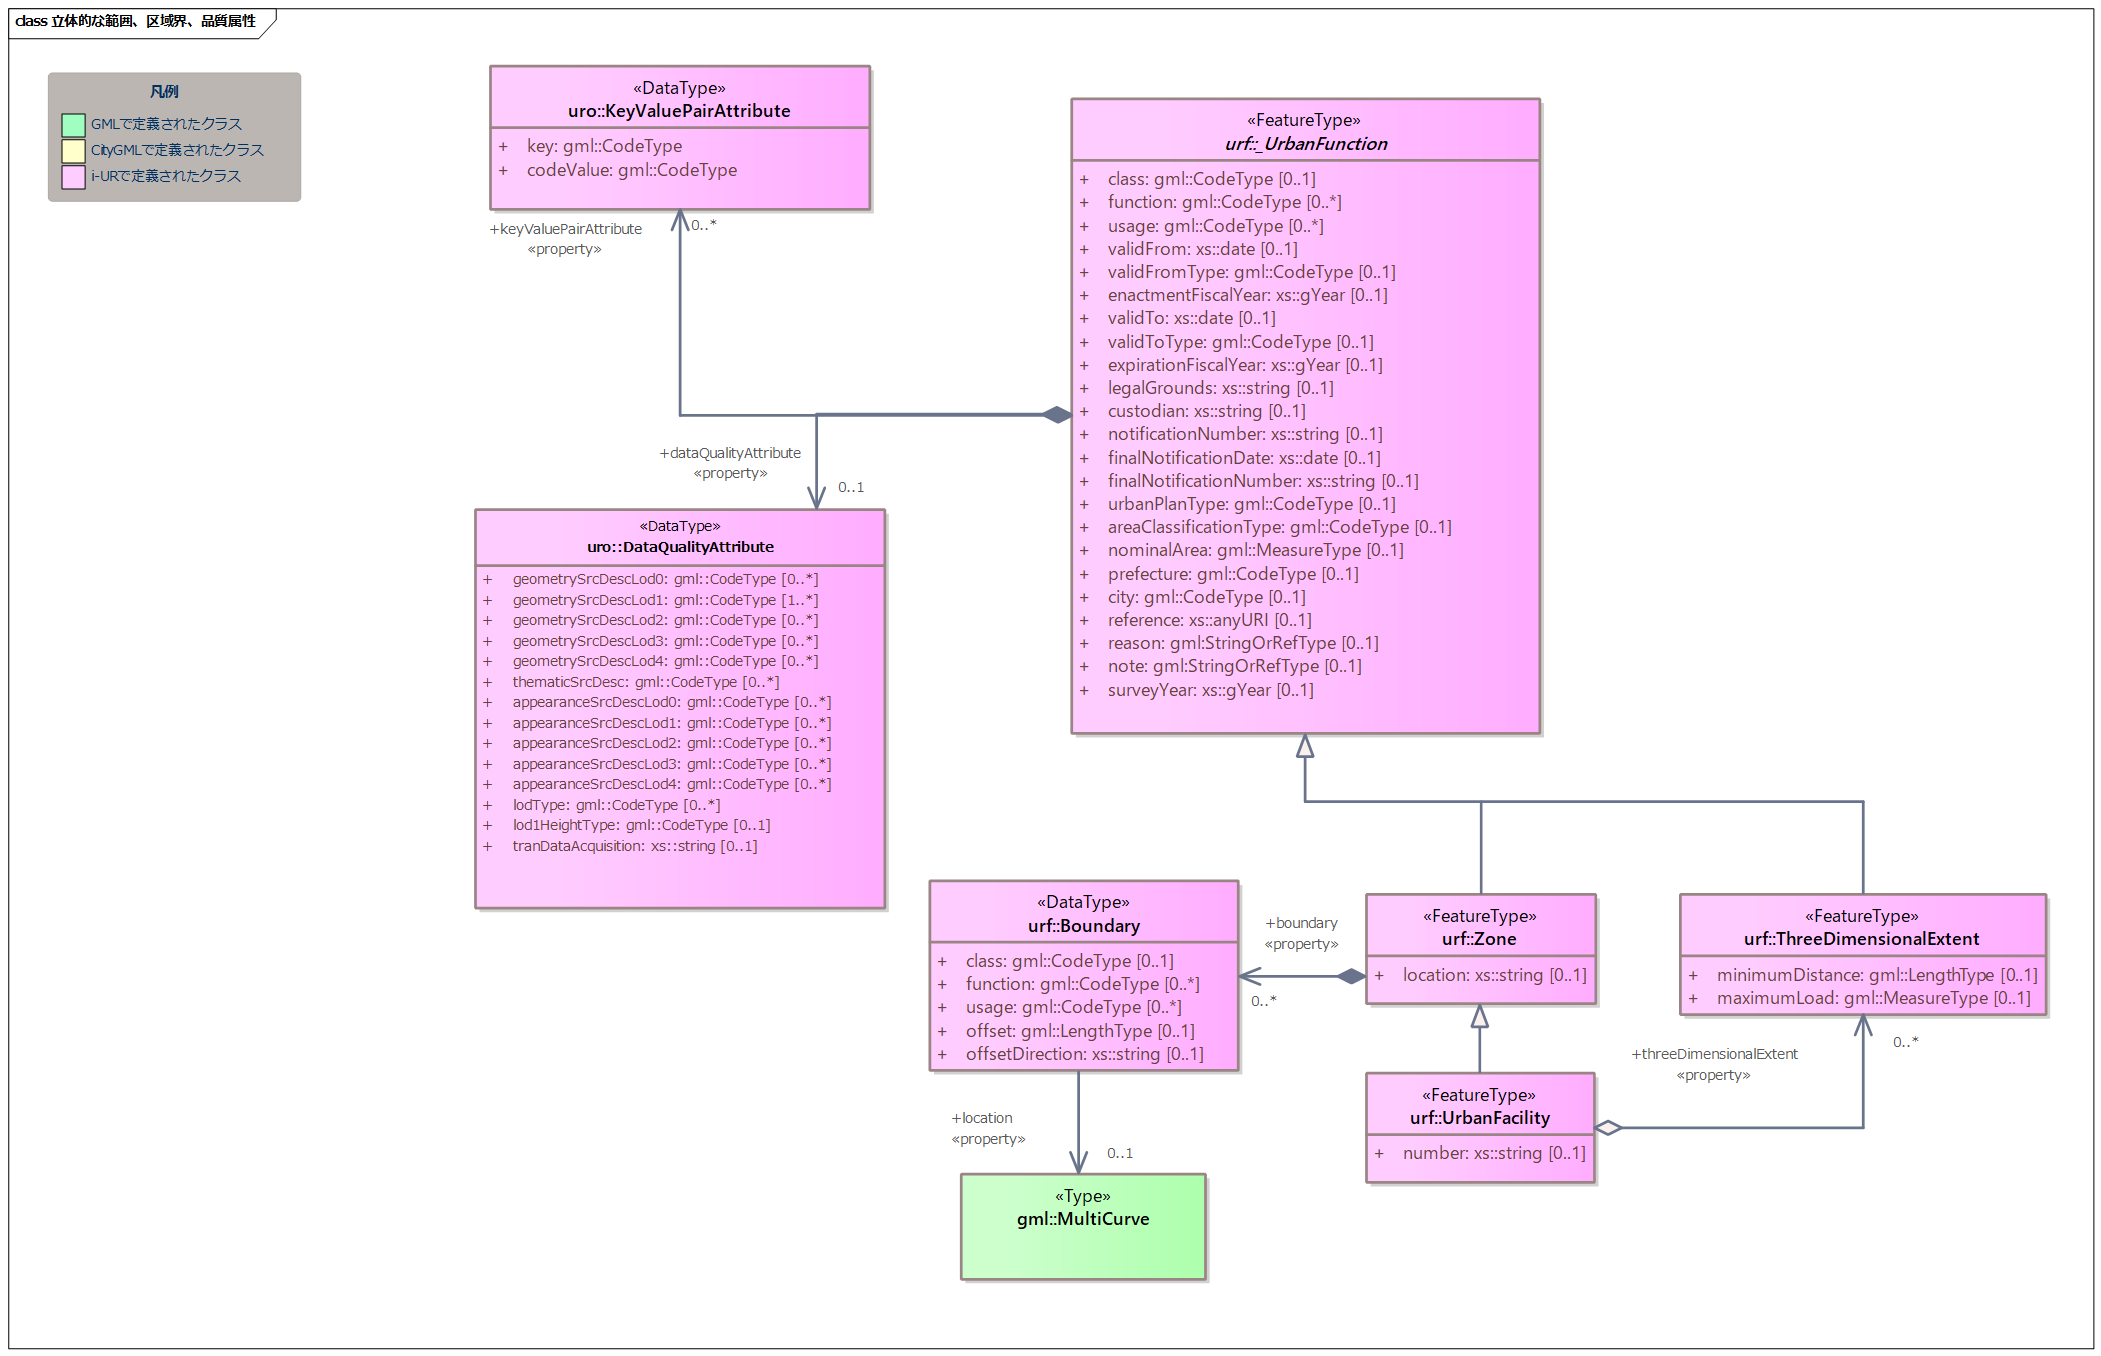 class 立体的な範囲、区域界、品質属性
凡例
GMLで定義されたクラス
CityGMLで定義されたクラス
i-URで定義されたクラス
«DataType»
uro::KeyValuePairAttribute
+ key: gml::CodeType
+ codeValue: gml::CodeType
+keyValuePairAttribute
«property»
0..*
«FeatureType»
urf::_UrbanFunction
+ class: gml::CodeType [0..1]
+ function: gml::CodeType [0..*]
+ usage: gml::CodeType [0..*]
+ validFrom: xs::date [0..1]
+ validFromType: gml::CodeType [0..1]
+ enactmentFiscalYear: xs::gYear [0..1]
+ validTo: xs::date [0..1]
+ validToType: gml::CodeType [0..1]
+ expirationFiscalYear: xs::gYear [0..1]
+ legalGrounds: xs::string [0..1]
+ custodian: xs::string [0..1]
+ notificationNumber: xs::string [0..1]
+ finalNotificationDate: xs::date [0..1]
+ finalNotificationNumber: xs::string [0..1]
+ urbanPlanType: gml::CodeType [0..1]
+ areaClassificationType: gml::CodeType [0..1]
+ nominalArea: gml::MeasureType [0..1]
+ prefecture: gml::CodeType [0..1]
+ city: gml::CodeType [0..1]
+ reference: xs::anyURI [0..1]
+ reason: gml:StringOrRefType [0..1]
+ note: gml:StringOrRefType [0..1]
+ surveyYear: xs::gYear [0..1]
+dataQualityAttribute
«property»
0..1
«DataType»
uro::DataQualityAttribute
+ geometrySrcDescLod0: gml::CodeType [0..*]
+ geometrySrcDescLod1: gml::CodeType [1..*]
+ geometrySrcDescLod2: gml::CodeType [0..*]
+ geometrySrcDescLod3: gml::CodeType [0..*]
+ geometrySrcDescLod4: gml::CodeType [0..*]
+ thematicSrcDesc: gml::CodeType [0..*]
+ appearanceSrcDescLod0: gml::CodeType [0..*]
+ appearanceSrcDescLod1: gml::CodeType [0..*]
+ appearanceSrcDescLod2: gml::CodeType [0..*]
+ appearanceSrcDescLod3: gml::CodeType [0..*]
+ appearanceSrcDescLod4: gml::CodeType [0..*]
+ lodType: gml::CodeType [0..*]
+ lod1HeightType: gml::CodeType [0..1]
+ tranDataAcquisition: xs::string [0..1]
«DataType»
urf::Boundary
+ class: gml::CodeType [0..1]
+ function: gml::CodeType [0..*]
+ usage: gml::CodeType [0..*]
+ offset: gml::LengthType [0..1]
+ offsetDirection: xs::string [0..1]
+boundary
«property»
0..*
«FeatureType»
urf::Zone
+ location: xs::string [0..1]
«FeatureType»
urf::ThreeDimensionalExtent
+ minimumDistance: gml::LengthType [0..1]
+ maximumLoad: gml::MeasureType [0..1]
+threeDimensionalExtent
«property»
0..*
«FeatureType»
urf::UrbanFacility
+ number: xs::string [0..1]
+location
«property»
0..1
«Type»
gml::MultiCurve